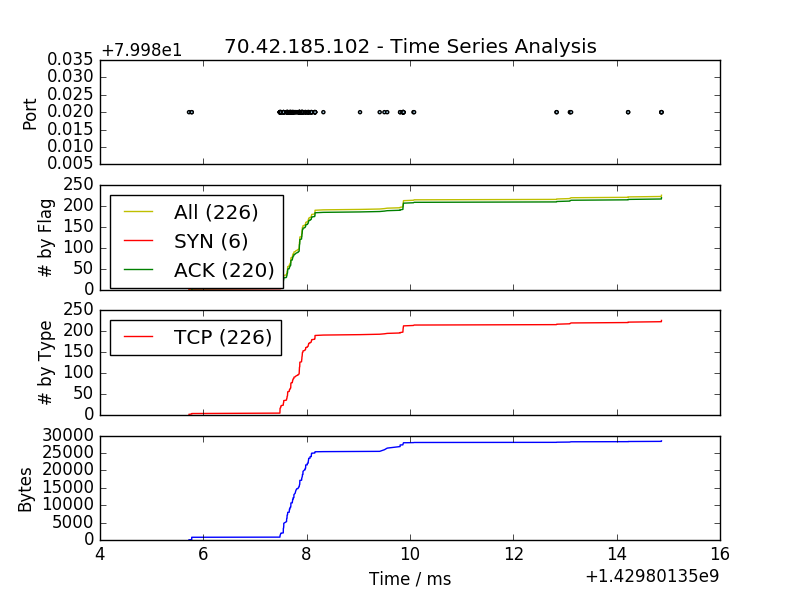 +7.998e1
70.42.185.102 - Time Series Analysis
0.035
0.030
0.025
0.020
0.015
0.010
0.005
Port
250
200
150
100
50
0
# by Flag
All (226)
SYN (6)
ACK (220)
250
200
150
100
50
0
# by Type
TCP (226)
30000
25000
20000
15000
10000
5000
0
Bytes
4 6 8 10 12 14 16
Time / ms
+1.42980135e9